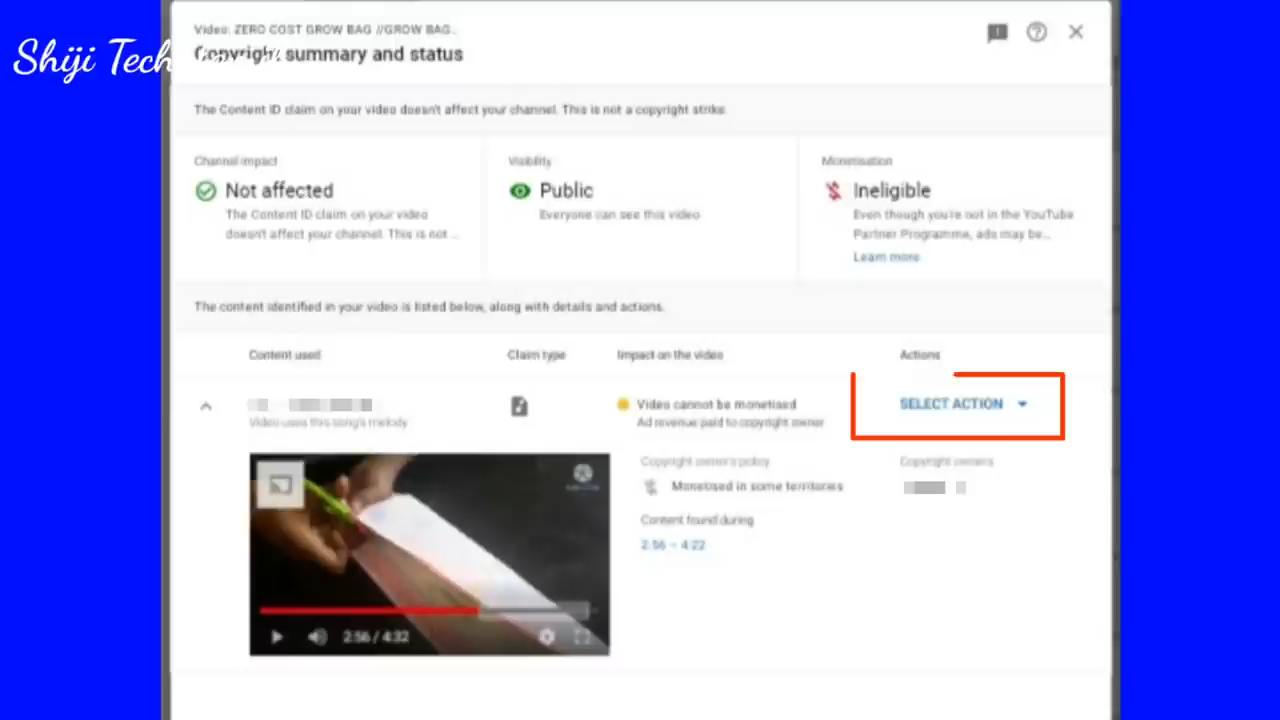 Video: ZERO COST GROW BAG //GROW BAG...
Shiji Tech
Copyright summary and status
The Content ID claim on your video doesn't affect your channel. This is not a copyright strike.
Channel impact
Not affected
The Content ID claim on your video
doesn't affect your channel. This is not ...
Visibility
Public
Everyone can see this video
Monetisation
Ineligible
Even though you're not in the YouTube
Partner Programme, ads may be...
Learn more
The content identified in your video is listed below, along with details and actions.
Content used
Claim type
Impact on the video
Actions
Video uses this song's melody
Video cannot be monetised
Ad revenue paid to copyright owner
SELECT ACTION
Copyright owner's policy
Monetised in some territories
Copyright owners
Content found during
2:56 – 4:22
2:56 / 4:32